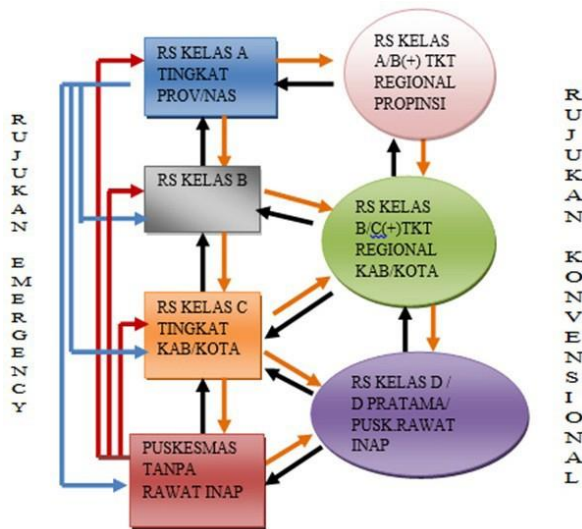 RUJUKAN EMERGENCY
RS KELAS A
TINGKAT
PROV/NAS
RS KELAS
A/B(+) TKT
REGIONAL
PROPINSI
RS KELAS B
RS KELAS
B/C(+)TKT
REGIONAL
KAB/KOTA
RS KELAS C
TINGKAT
KAB/KOTA
RS KELAS D /
D PRATAMA/
PUSK.RAWAT
INAP
PUSKESMAS
TANPA
RAWAT INAP
RUJUKAN KONVENSIONAL